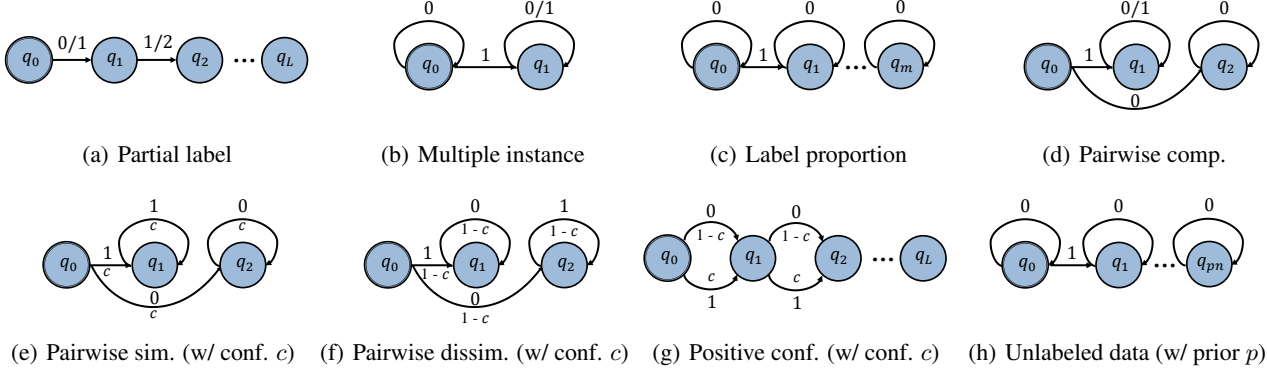 0 0/1 0 0 0 0/1 0
0/1 1/2 1 1 1
q0 q1 q2 ... qL q0 q1 q0 q1 ... qm q0 q1 q2
0
(a) Partial label (b) Multiple instance (c) Label proportion (d) Pairwise comp.
1 0 0 1 0 0 0 0 0
c c 1 - c 1 - c 1 - c 1 - c
1 1 1
q0 q1 q2 q0 q1 q2 q0 q1 q2 ... qL q0 q1 ... qpn
c 1 - c c c
0 0 1 1
c 1 - c
(e) Pairwise sim. (w/ conf. c) (f) Pairwise dissim. (w/ conf. c) (g) Positive conf. (w/ conf. c) (h) Unlabeled data (w/ prior p)